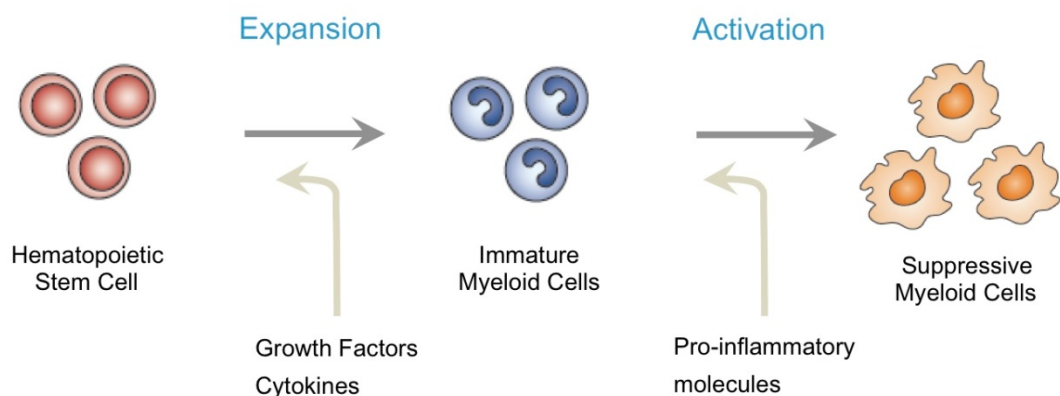 Expansion
Activation
Hematopoietic
Stem Cell
Immature
Myeloid Cells
Suppressive
Myeloid Cells
Growth Factors
Cytokines
Pro-inflammatory
molecules